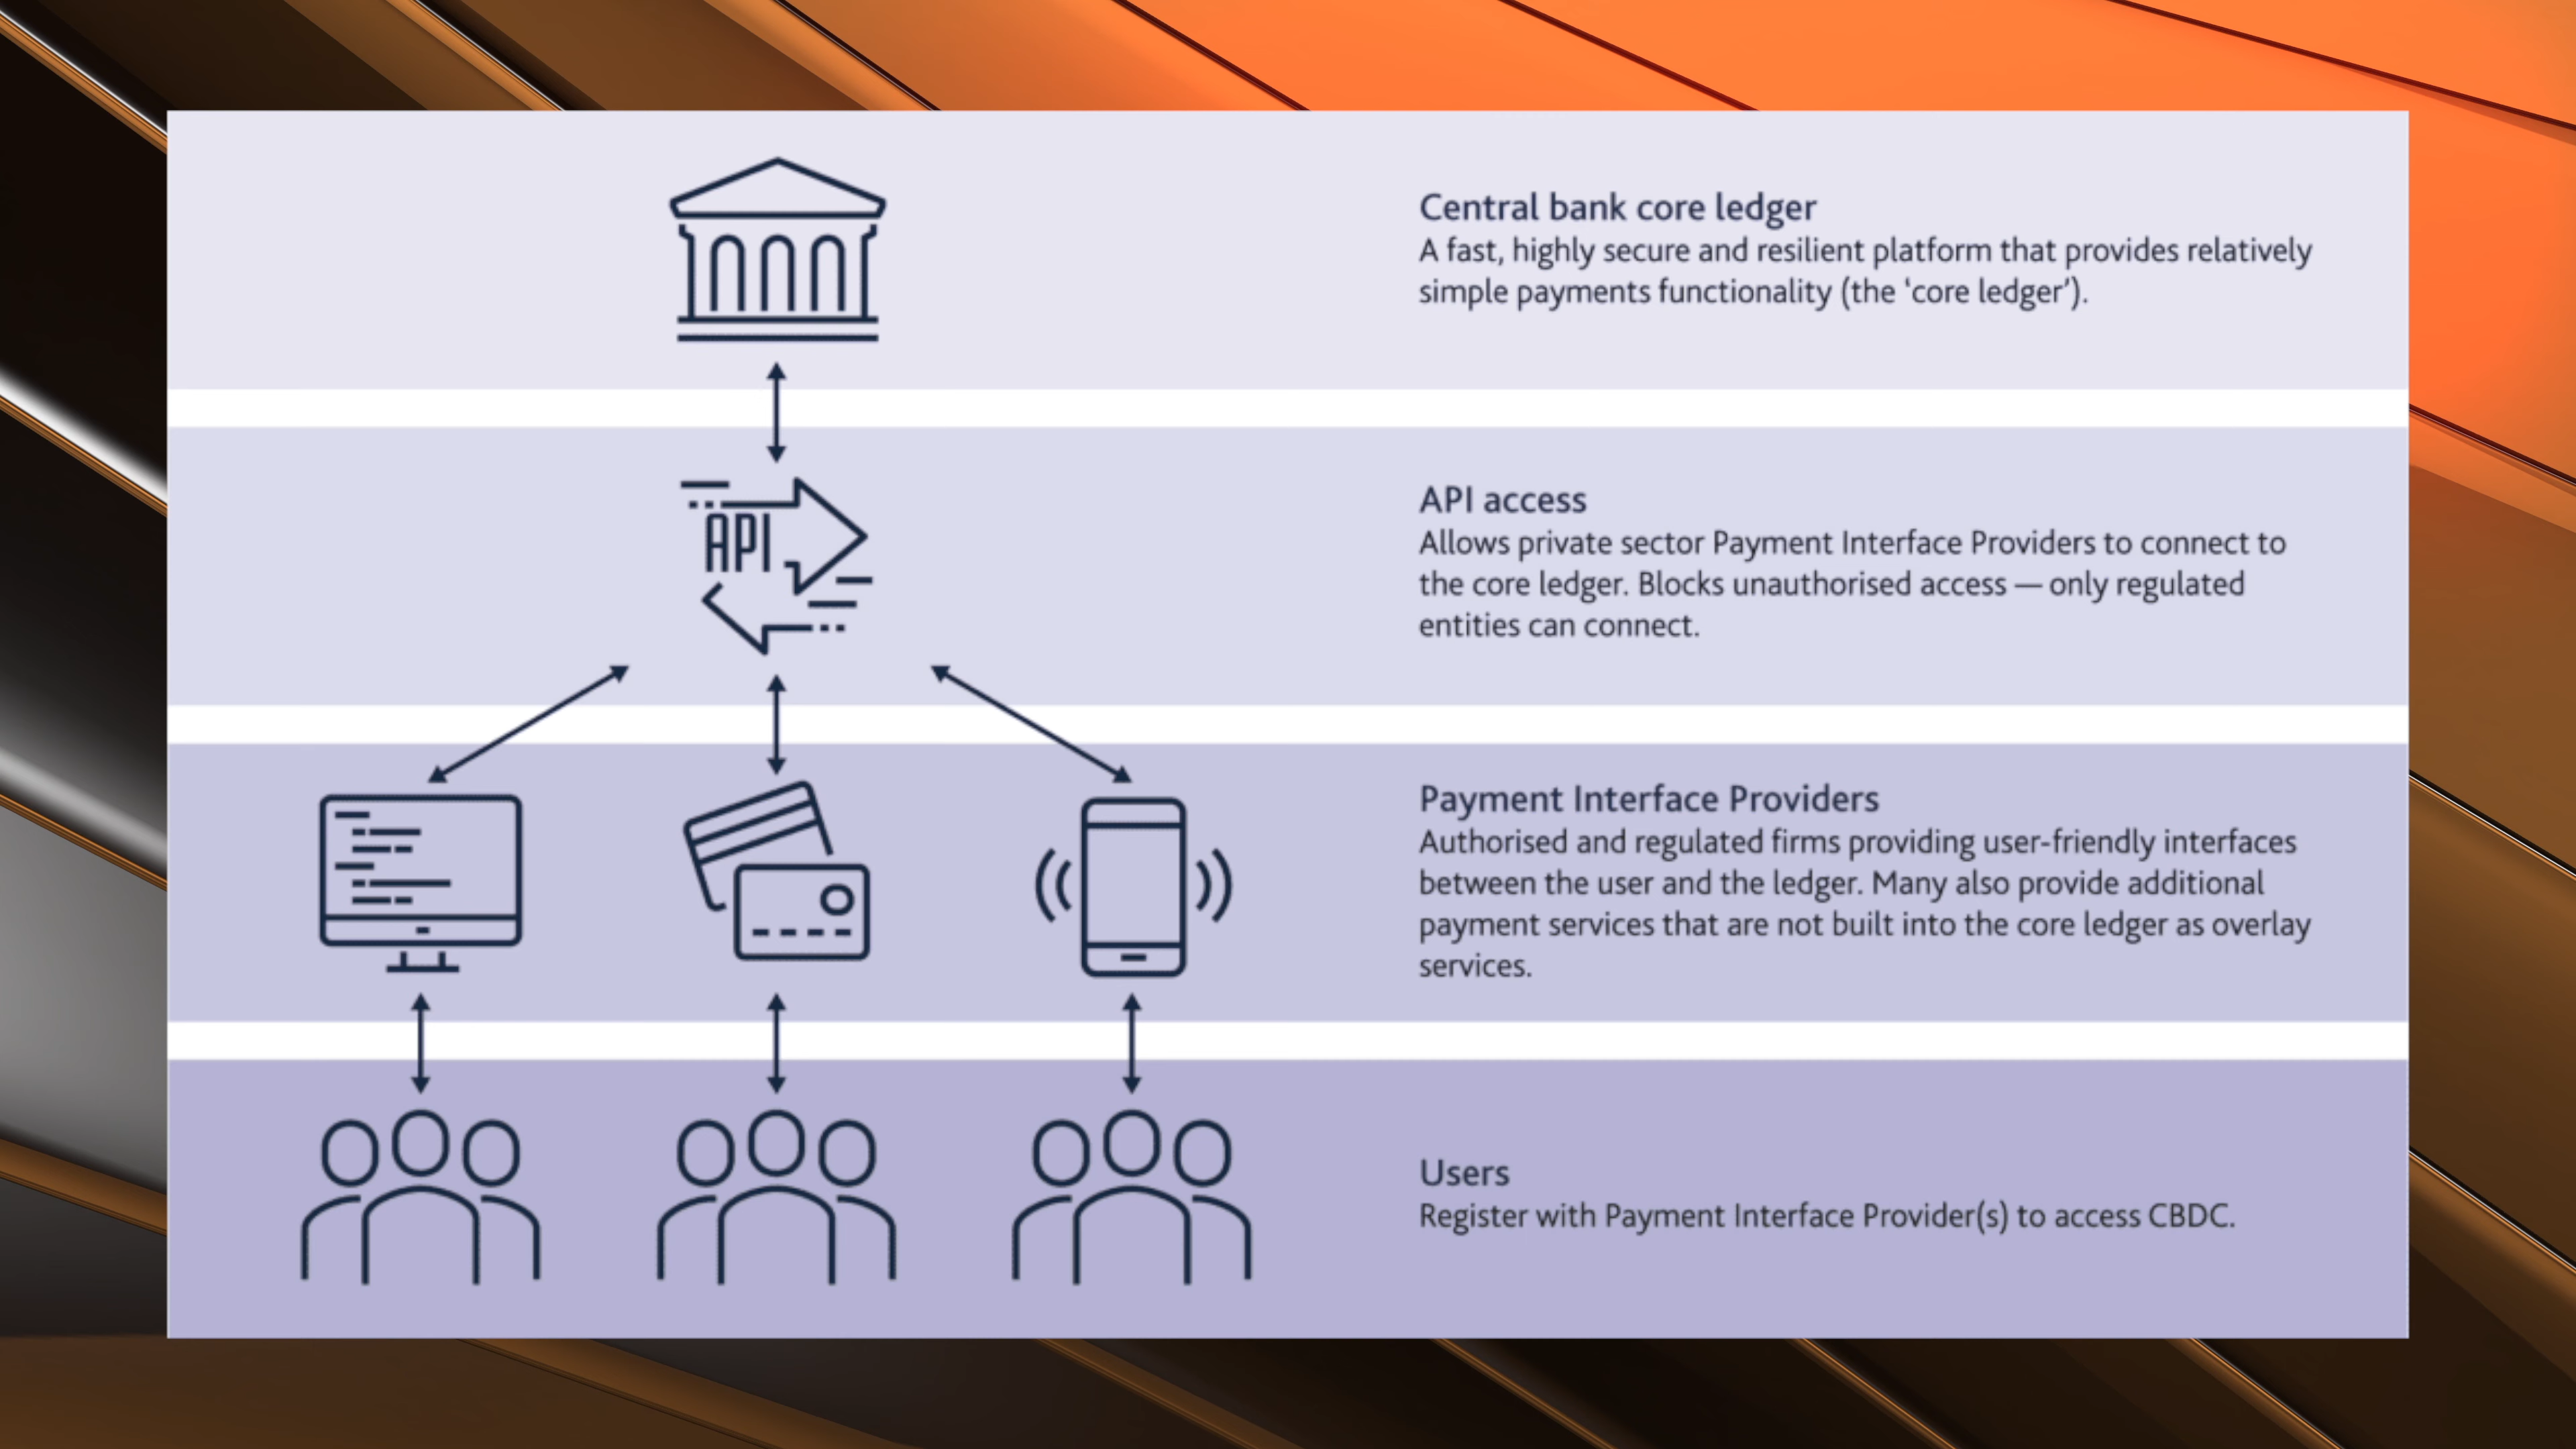 Central bank core ledger
A fast, highly secure and resilient platform that provides relatively
simple payments functionality (the ‘core ledger’).
API
API access
Allows private sector Payment Interface Providers to connect to
the core ledger. Blocks unauthorised access — only regulated
entities can connect.
Payment Interface Providers
Authorised and regulated firms providing user-friendly interfaces
between the user and the ledger. Many also provide additional
payment services that are not built into the core ledger as overlay
services.
Users
Register with Payment Interface Provider(s) to access CBDC.